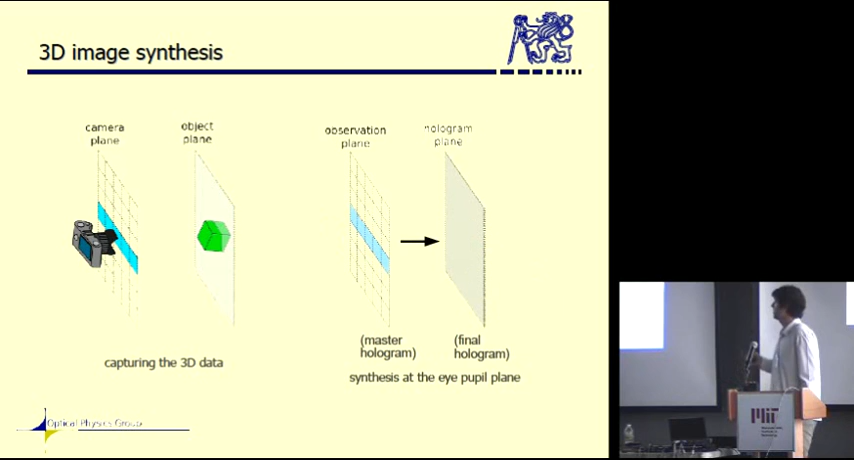 3D image synthesis
camera
plane
object
plane
observation
plane
hologram
plane
(master
hologram)
(final
hologram)
capturing the 3D data
synthesis at the eye pupil plane
Optical Physics Group
MIT